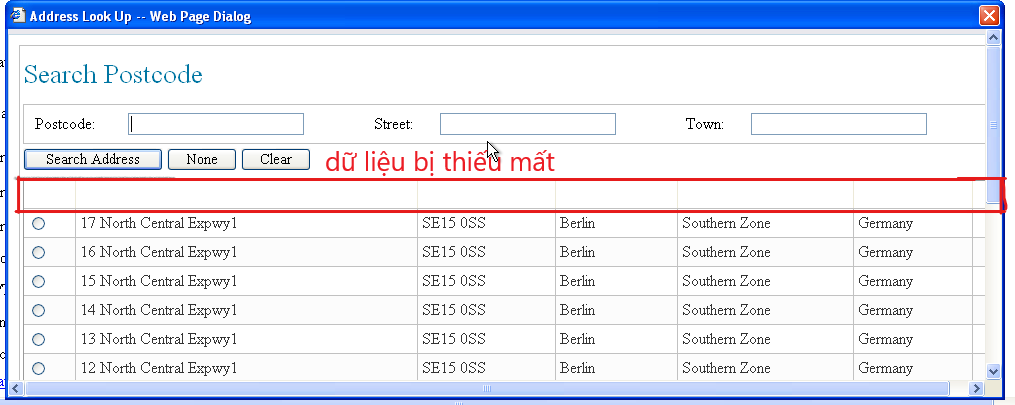 Address Look Up -- Web Page Dialog
Search Postcode
Postcode: Street: Town:
Search Address None Clear dữ liệu bị thiếu mất
17 North Central Expwy1 SE15 0SS Berlin Southern Zone Germany
16 North Central Expwy1 SE15 0SS Berlin Southern Zone Germany
15 North Central Expwy1 SE15 0SS Berlin Southern Zone Germany
14 North Central Expwy1 SE15 0SS Berlin Southern Zone Germany
13 North Central Expwy1 SE15 0SS Berlin Southern Zone Germany
12 North Central Expwy1 SE15 0SS Berlin Southern Zone Germany